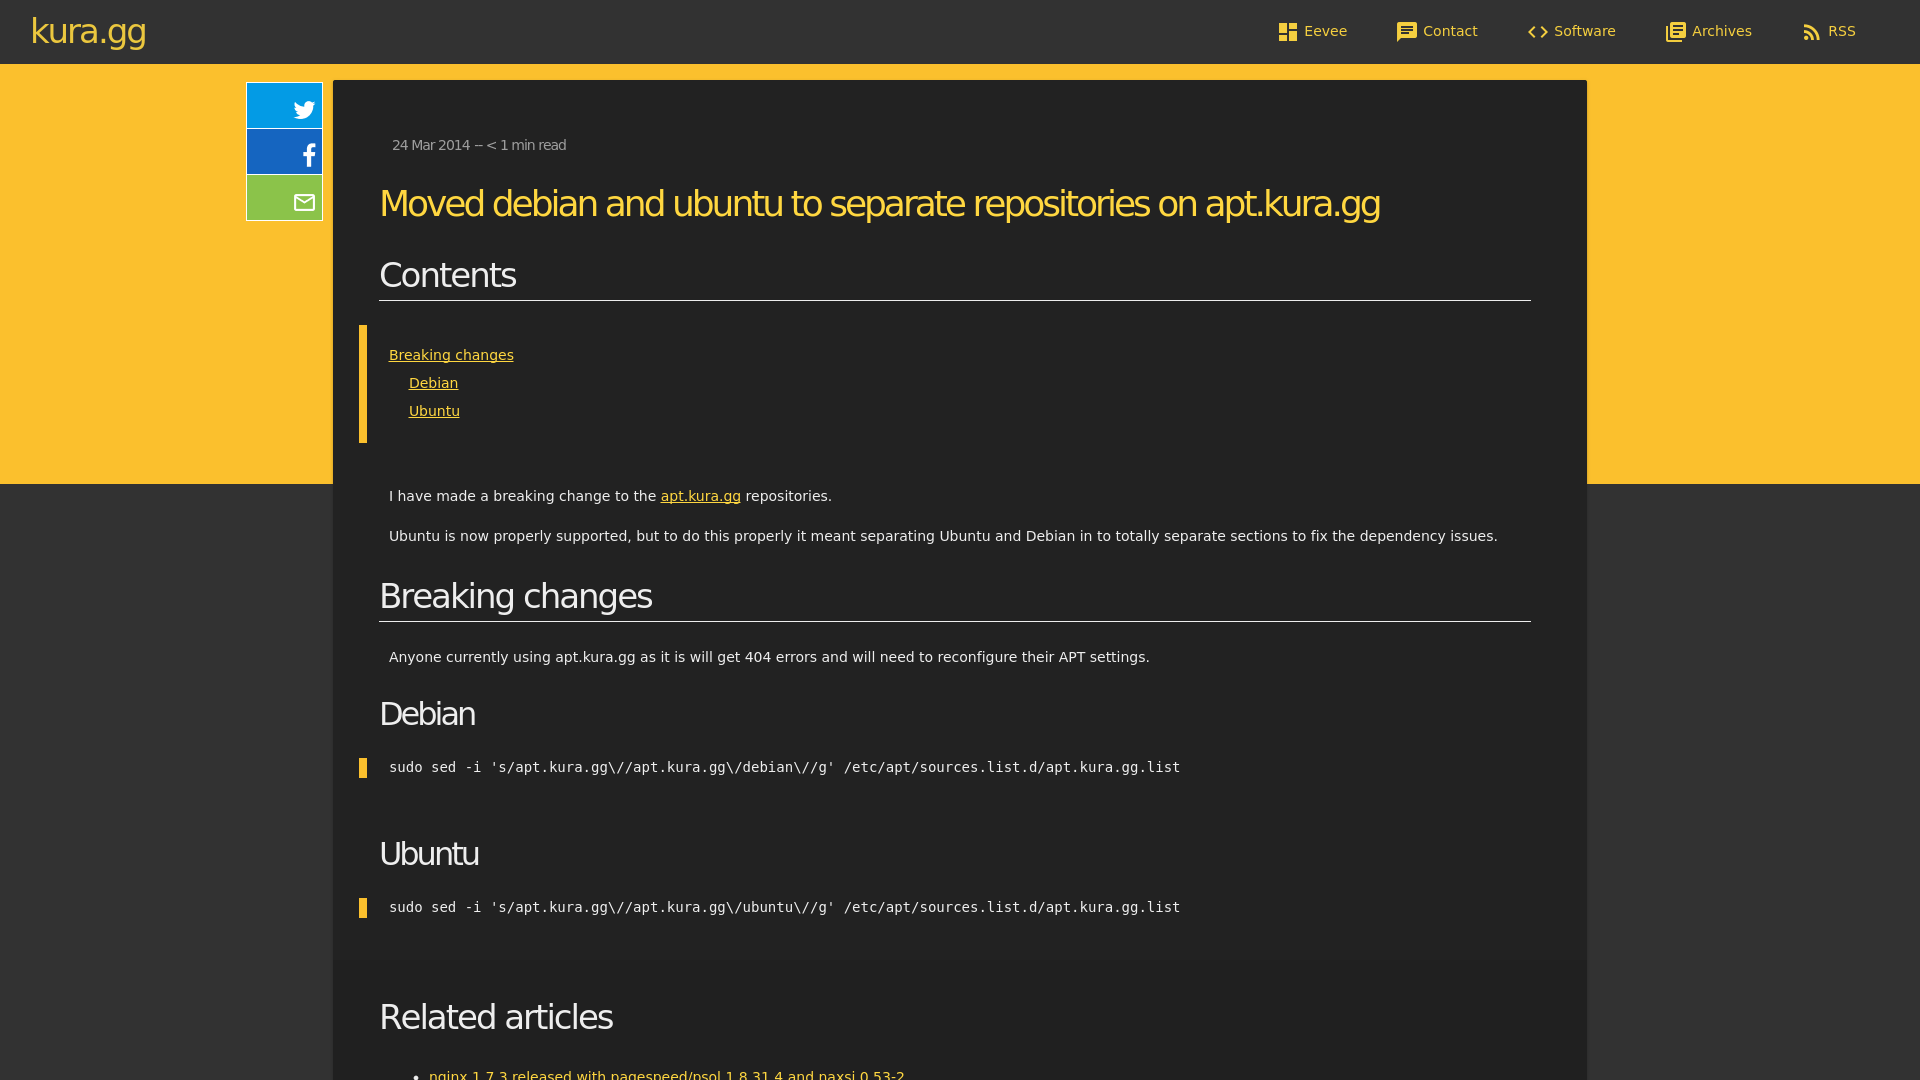 kura.gg
Eevee
Contact
Software
Archives
RSS
24 Mar 2014 -- < 1 min read
Moved debian and ubuntu to separate repositories on apt.kura.gg
Contents
Breaking changes
Debian
Ubuntu
I have made a breaking change to the apt.kura.gg repositories.
Ubuntu is now properly supported, but to do this properly it meant separating Ubuntu and Debian in to totally separate sections to fix the dependency issues.
Breaking changes
Anyone currently using apt.kura.gg as it is will get 404 errors and will need to reconfigure their APT settings.
Debian
sudo sed -i 's/apt.kura.gg\//apt.kura.gg\/debian\//g' /etc/apt/sources.list.d/apt.kura.gg.list
Ubuntu
sudo sed -i 's/apt.kura.gg\//apt.kura.gg\/ubuntu\//g' /etc/apt/sources.list.d/apt.kura.gg.list
Related articles
• nginx 1.7.3 released with pagespeed/psol 1.8.31.4 and naxsi 0.53-2